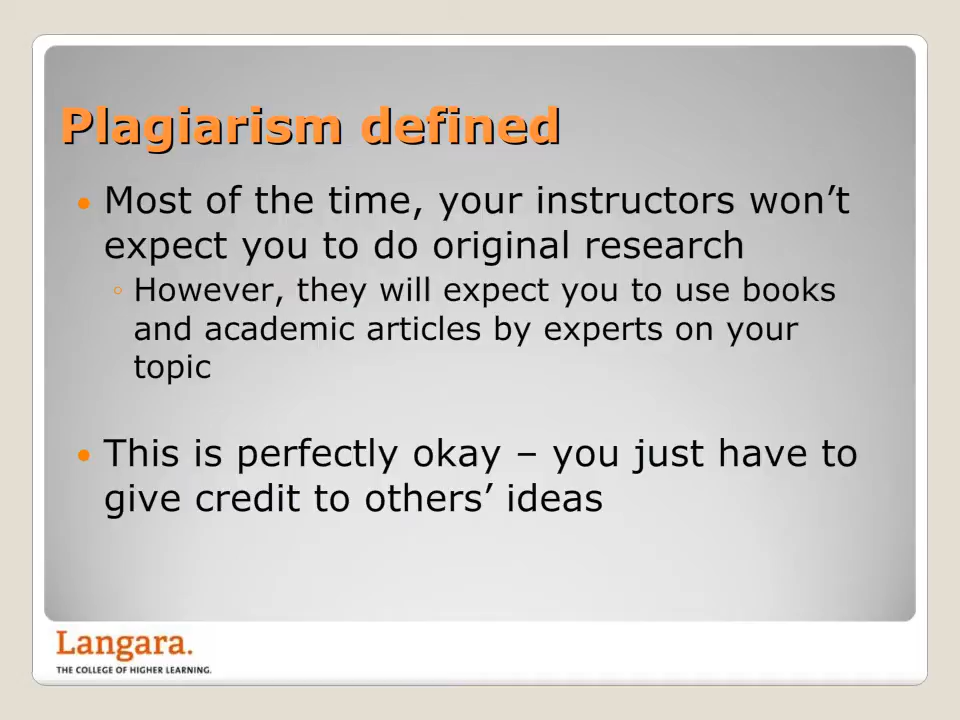 Plagiarism defined
• Most of the time, your instructors won’t
expect you to do original research
◦ However, they will expect you to use books
and academic articles by experts on your
topic
• This is perfectly okay – you just have to
give credit to others’ ideas
Langara.
THE COLLEGE OF HIGHER LEARNING.